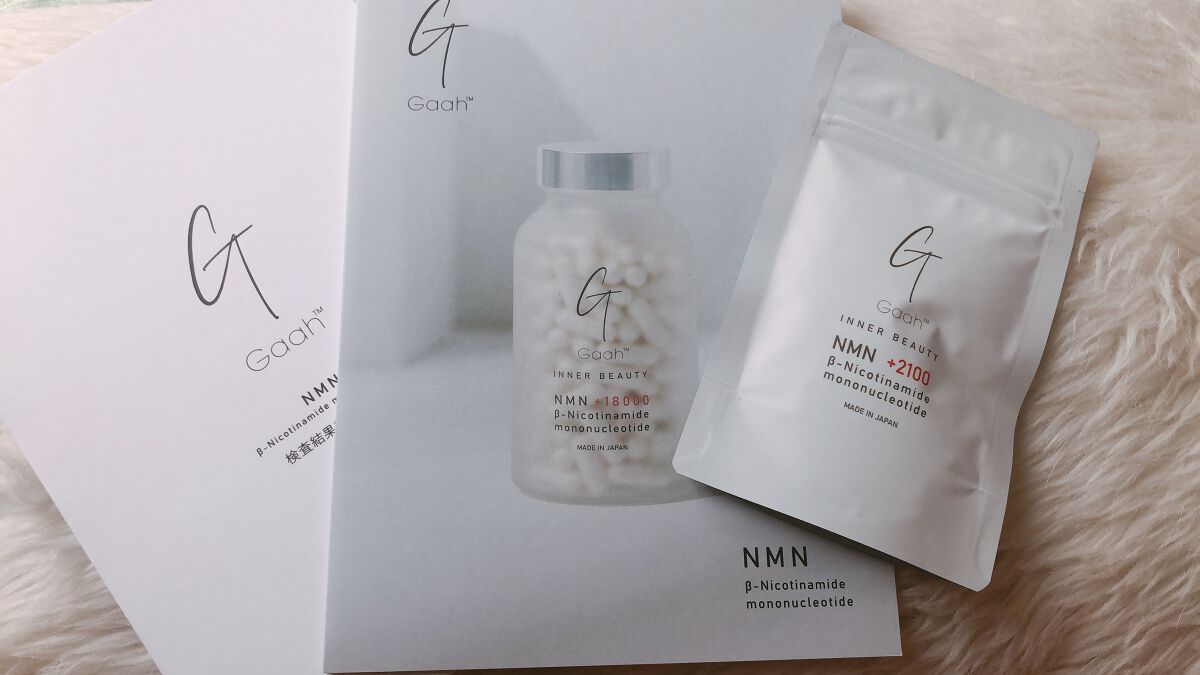 G
Gaah™
NMN
β-Nicotinamide
検査結果
G
Gaah™
G
Gaah™
INNER BEAUTY
NMN +18000
β-Nicotinamide
mononucleotide
MADE IN JAPAN
NMN
β-Nicotinamide
mononucleotide
G
Gaah™
INNER BEAUTY
NMN +2100
β-Nicotinamide
mononucleotide
MADE IN JAPAN